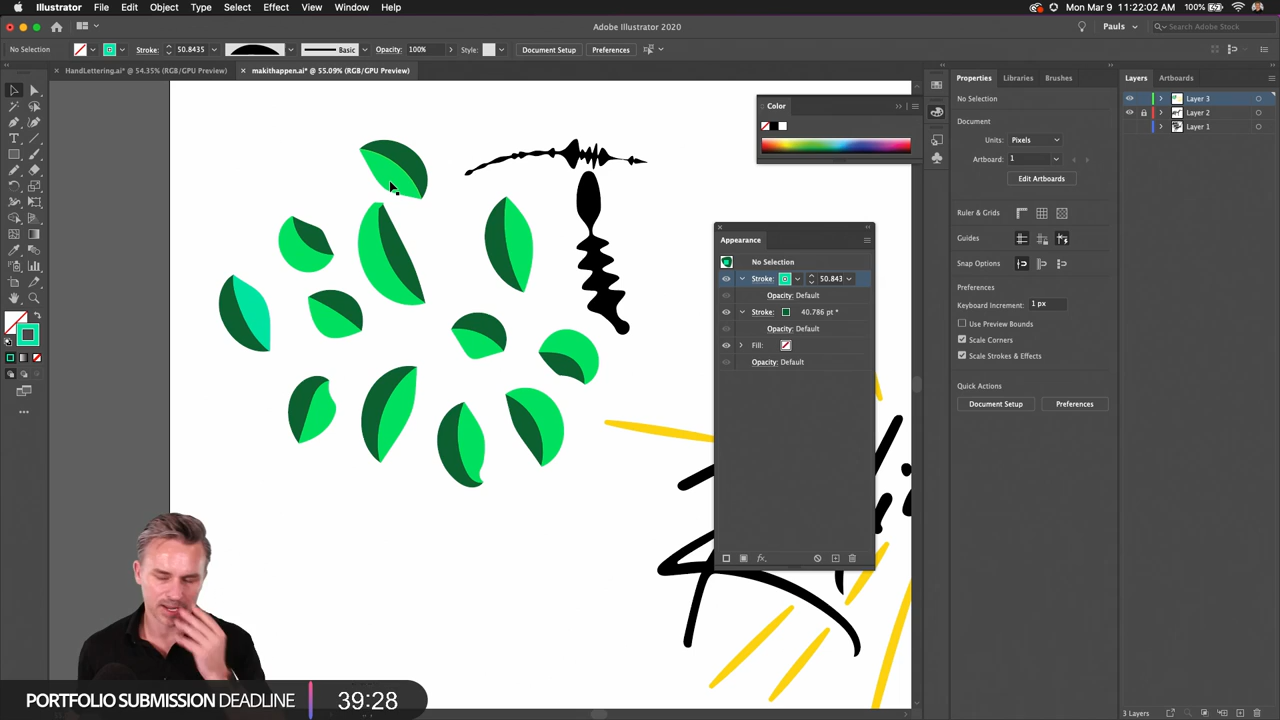 Illustrator File Edit Object Type Select Effect View Window Help
Mon Mar 9 11:22:02 AM
100%
Adobe Illustrator 2020
Pauls
Search Adobe Stock
No Selection Stroke: 50.8435 Basic Opacity: 100% Style: Document Setup Preferences
HandLettering.ai* @ 54.35% (RGB/GPU Preview)
makithappen.ai* @ 55.09% (RGB/GPU Preview)
Color
Appearance
No Selection
Stroke: 50.843
Opacity: Default
Stroke: 40.786 pt *
Opacity: Default
Fill:
Opacity: Default
fx
Properties Libraries Brushes
No Selection
Document
Units: Pixels
Artboard: 1
Edit Artboards
Ruler & Grids
Guides
Snap Options
Preferences
Keyboard Increment: 1 px
Use Preview Bounds
Scale Corners
Scale Strokes & Effects
Quick Actions
Document Setup Preferences
Layers Artboards
Layer 3
Layer 2
Layer 1
3 Layers
PORTFOLIO SUBMISSION DEADLINE 39:28